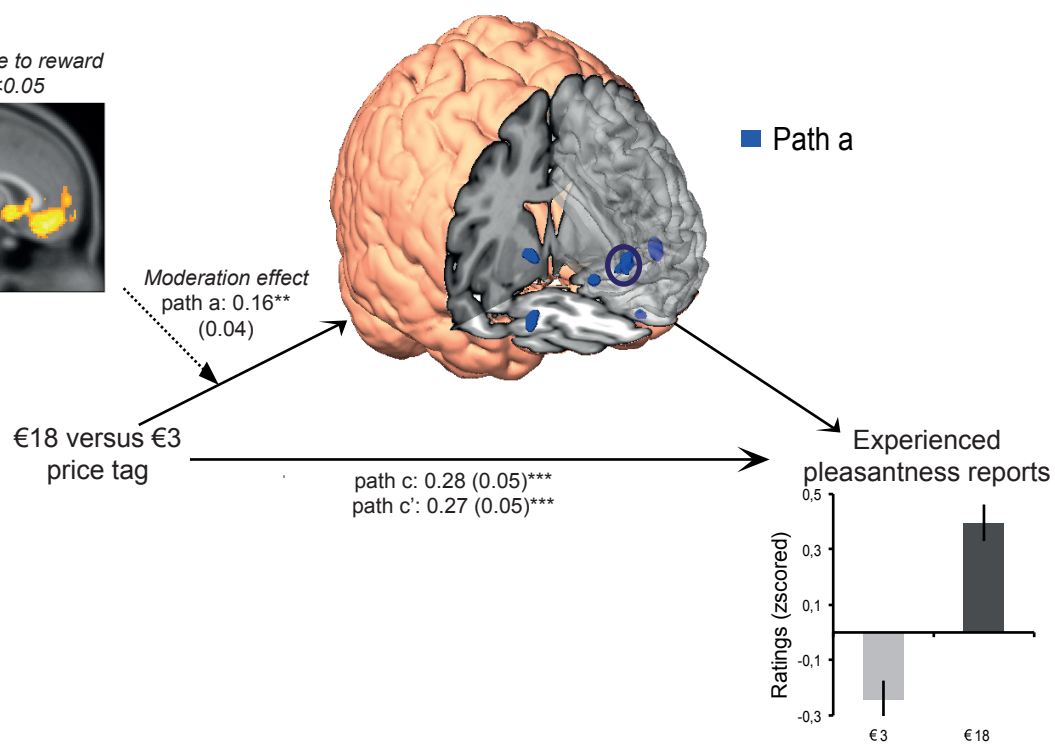 e to reward
<0.05
Path a
Moderation effect
path a: 0.16**
(0.04)
€18 versus €3
price tag
path c: 0.28 (0.05)***
path c’: 0.27 (0.05)***
Experienced
pleasantness reports
Ratings (zscored)
0,5
0,3
0,1
-0,1
-0,3
€3
€18